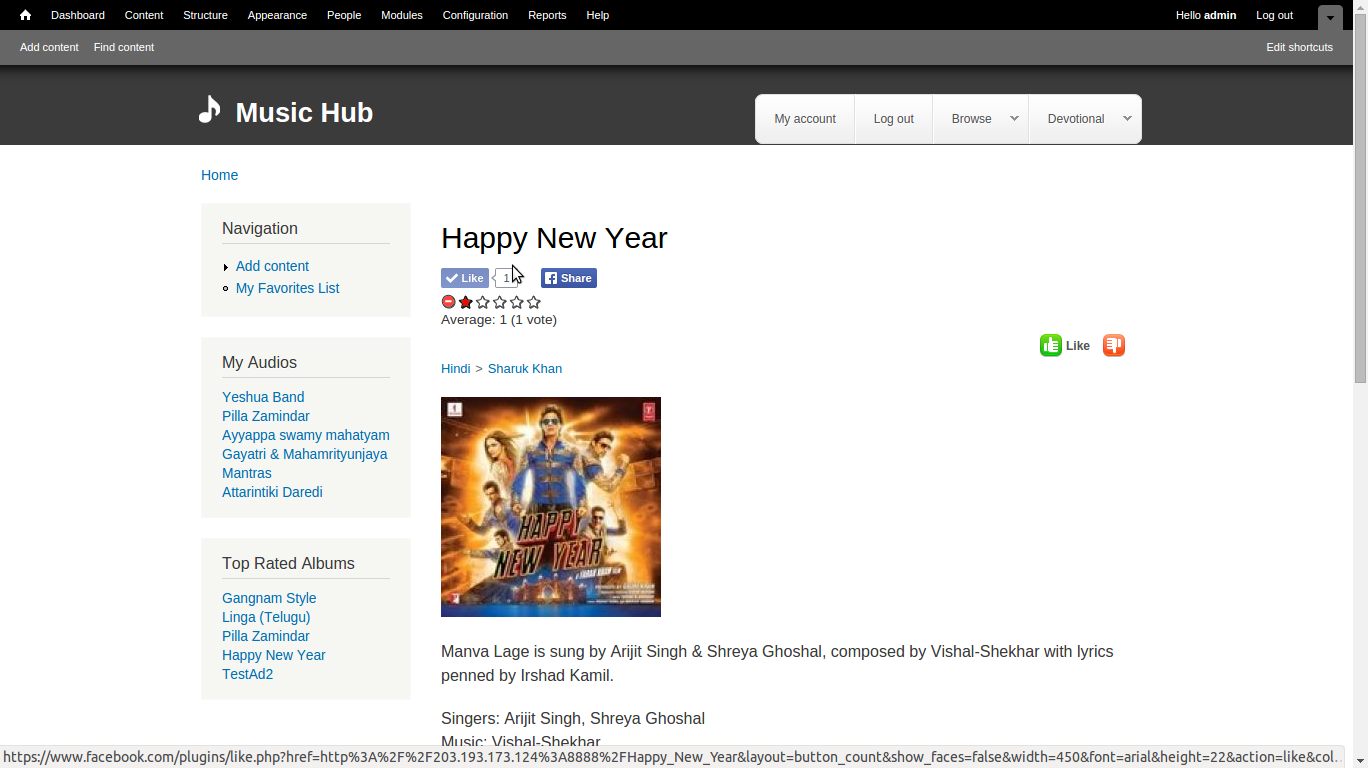 Dashboard Content Structure Appearance People Modules Configuration Reports Help Hello admin Log out
Add content Find content Edit shortcuts
Music Hub
My account Log out Browse Devotional
Home
Navigation
Add content
My Favorites List
My Audios
Yeshua Band
Pilla Zamindar
Ayyappa swamy mahatyam
Gayatri & Mahamrityunjaya
Mantras
Attarintiki Daredi
Top Rated Albums
Gangnam Style
Linga (Telugu)
Pilla Zamindar
Happy New Year
TestAd2
Happy New Year
Like 1 Share
Average: 1 (1 vote)
Like
Hindi > Sharuk Khan
HAPPY
NEW YEAR
Manva Lage is sung by Arijit Singh & Shreya Ghoshal, composed by Vishal-Shekhar with lyrics
penned by Irshad Kamil.
Singers: Arijit Singh, Shreya Ghoshal
Music: Vishal-Shekhar
https://www.facebook.com/plugins/like.php?href=http%3A%2F%2F203.193.173.124%3A8888%2FHappy_New_Year&layout=button_count&show_faces=false&width=450&font=arial&height=22&action=like&col...